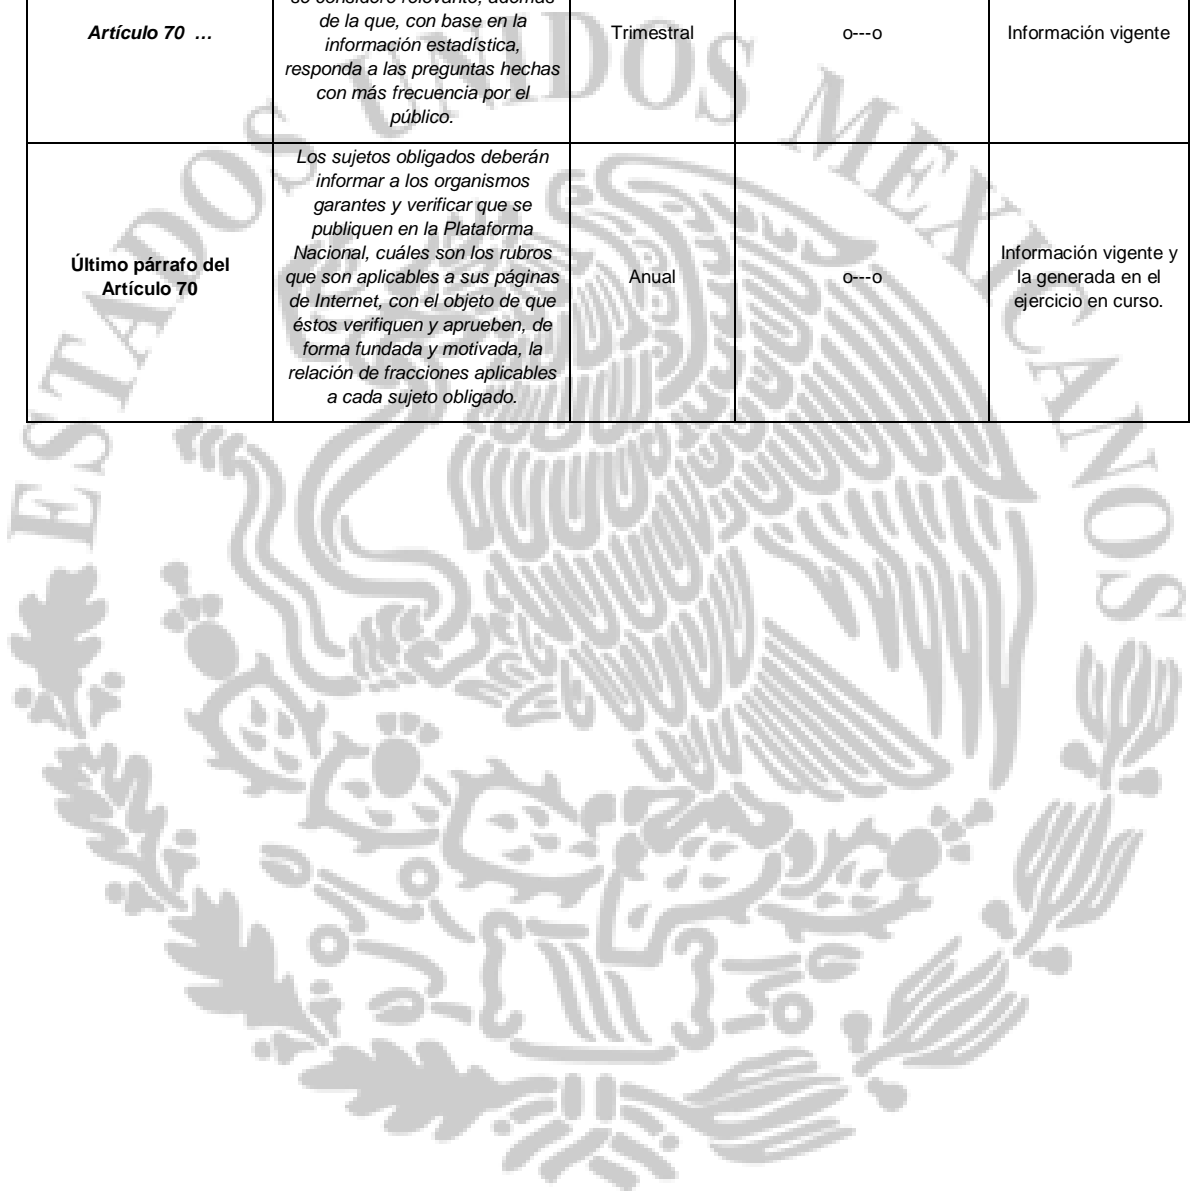 se considere relevante, además
de la que, con base en la
información estadística,
responda a las preguntas hechas
con más frecuencia por el
público.
Artículo 70 …
Trimestral
o---o
Información vigente
Último párrafo del
Artículo 70
Los sujetos obligados deberán
informar a los organismos
garantes y verificar que se
publiquen en la Plataforma
Nacional, cuáles son los rubros
que son aplicables a sus páginas
de Internet, con el objeto de que
éstos verifiquen y aprueben, de
forma fundada y motivada, la
relación de fracciones aplicables
a cada sujeto obligado.
Anual
o---o
Información vigente y
la generada en el
ejercicio en curso.
ESTADOS UNIDOS MEXICANOS